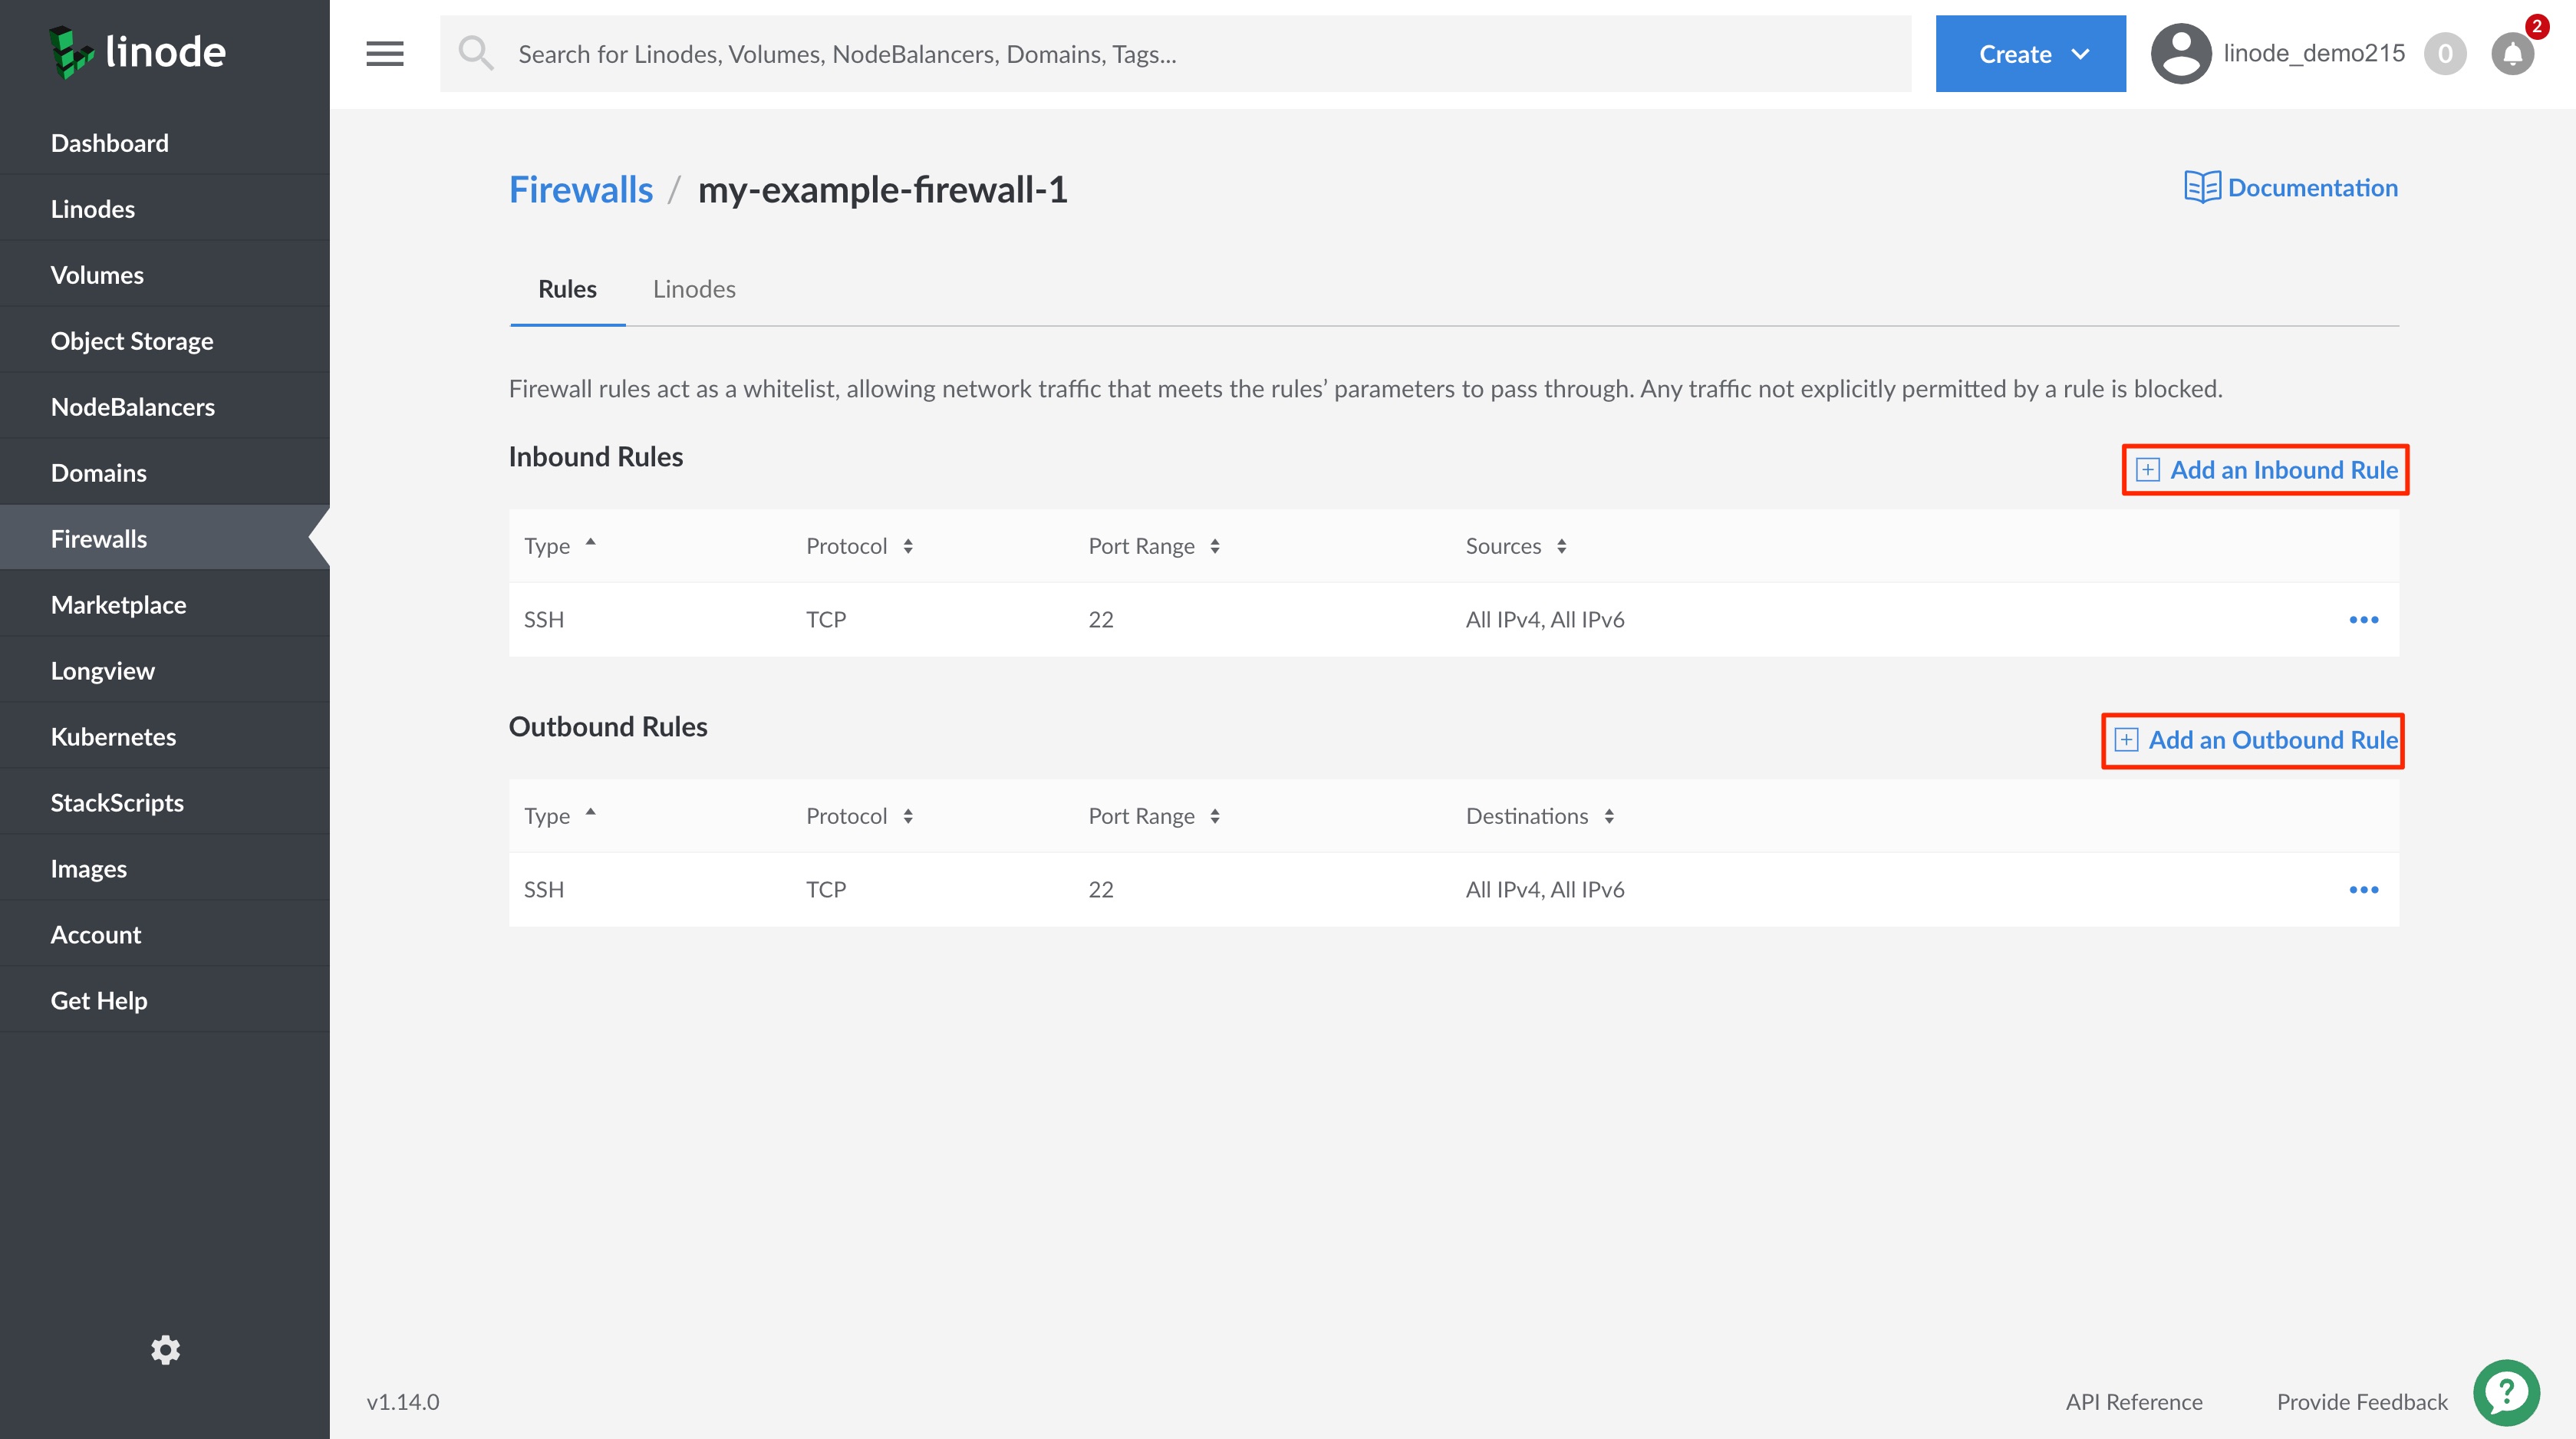 linode
Search for Linodes, Volumes, NodeBalancers, Domains, Tags...
Create
linode_demo215
0
2
Dashboard
Linodes
Volumes
Object Storage
NodeBalancers
Domains
Firewalls
Marketplace
Longview
Kubernetes
StackScripts
Images
Account
Get Help
Firewalls / my-example-firewall-1
Documentation
Rules Linodes
Firewall rules act as a whitelist, allowing network traffic that meets the rules’ parameters to pass through. Any traffic not explicitly permitted by a rule is blocked.
Inbound Rules
Add an Inbound Rule
Type Protocol Port Range Sources
SSH TCP 22 All IPv4, All IPv6
Outbound Rules
Add an Outbound Rule
Type Protocol Port Range Destinations
SSH TCP 22 All IPv4, All IPv6
v1.14.0
API Reference
Provide Feedback
?